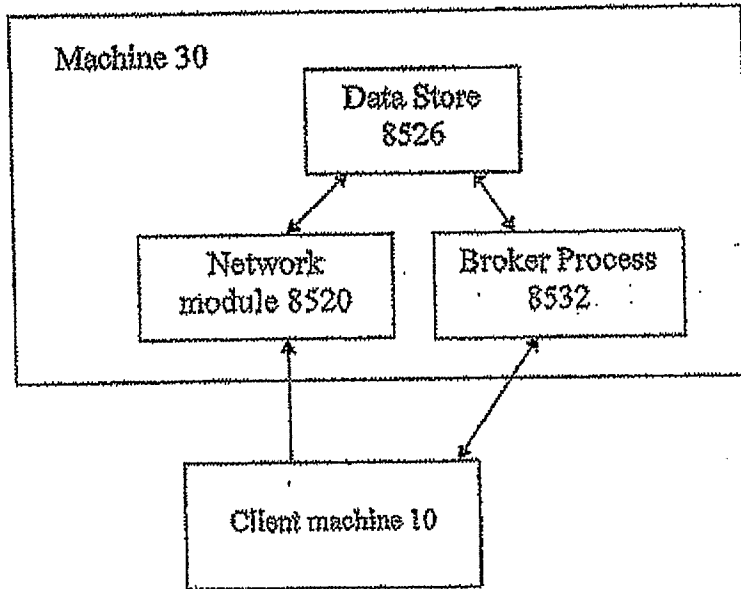 Machine 30
Data Store
8526
Network
module 8520
Broker Process
8532
Client machine 10